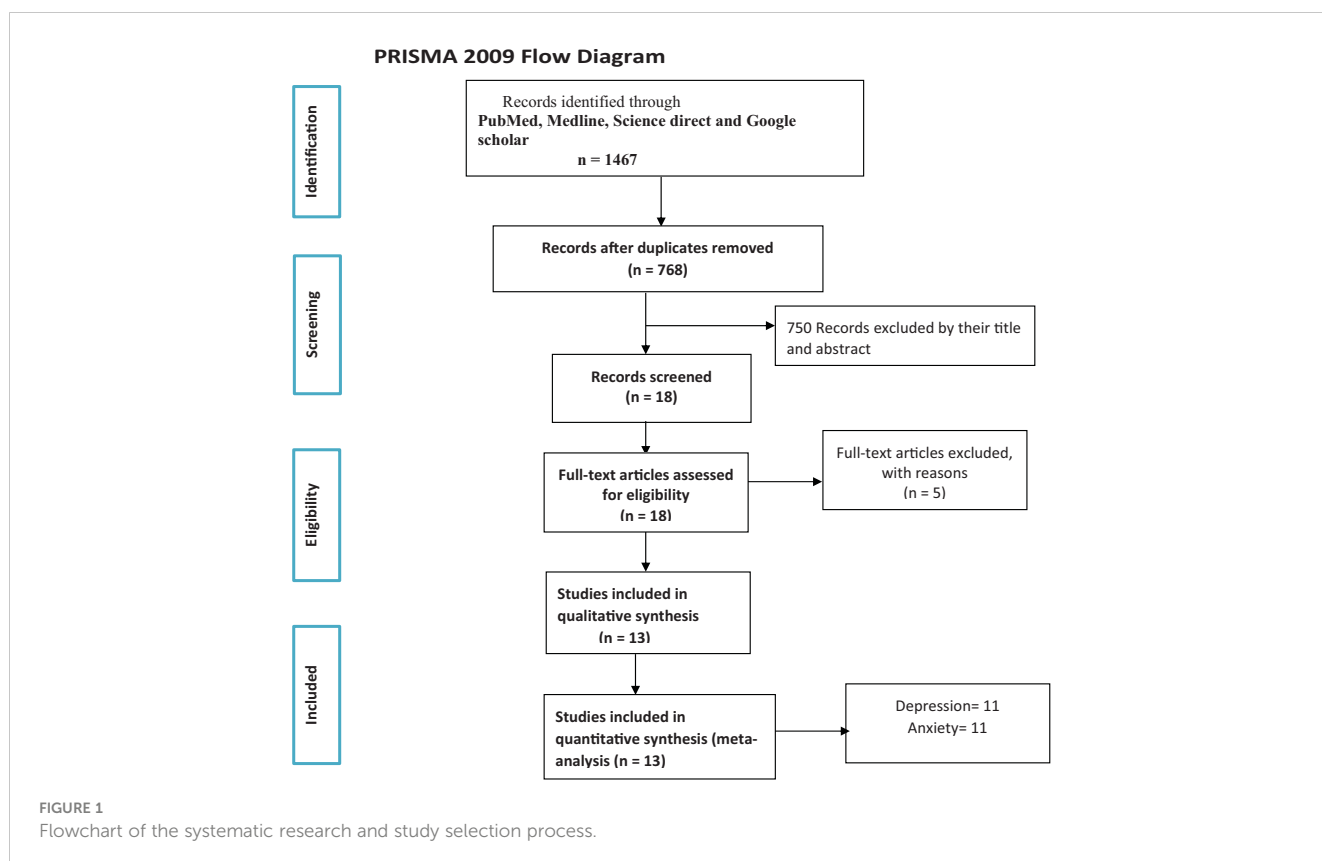 PRISMA 2009 Flow Diagram
Identification
Records identified through
PubMed, Medline, Science direct and Google
scholar
n = 1467
Records after duplicates removed
(n = 768)
Screening
750 Records excluded by their title
and abstract
Records screened
(n = 18)
Eligibility
Full-text articles assessed
for eligibility
(n = 18)
Full-text articles excluded,
with reasons
(n = 5)
Studies included in
qualitative synthesis
(n = 13)
Included
Studies included in
quantitative synthesis (meta-
analysis (n = 13)
Depression= 11
Anxiety= 11
FIGURE 1
Flowchart of the systematic research and study selection process.